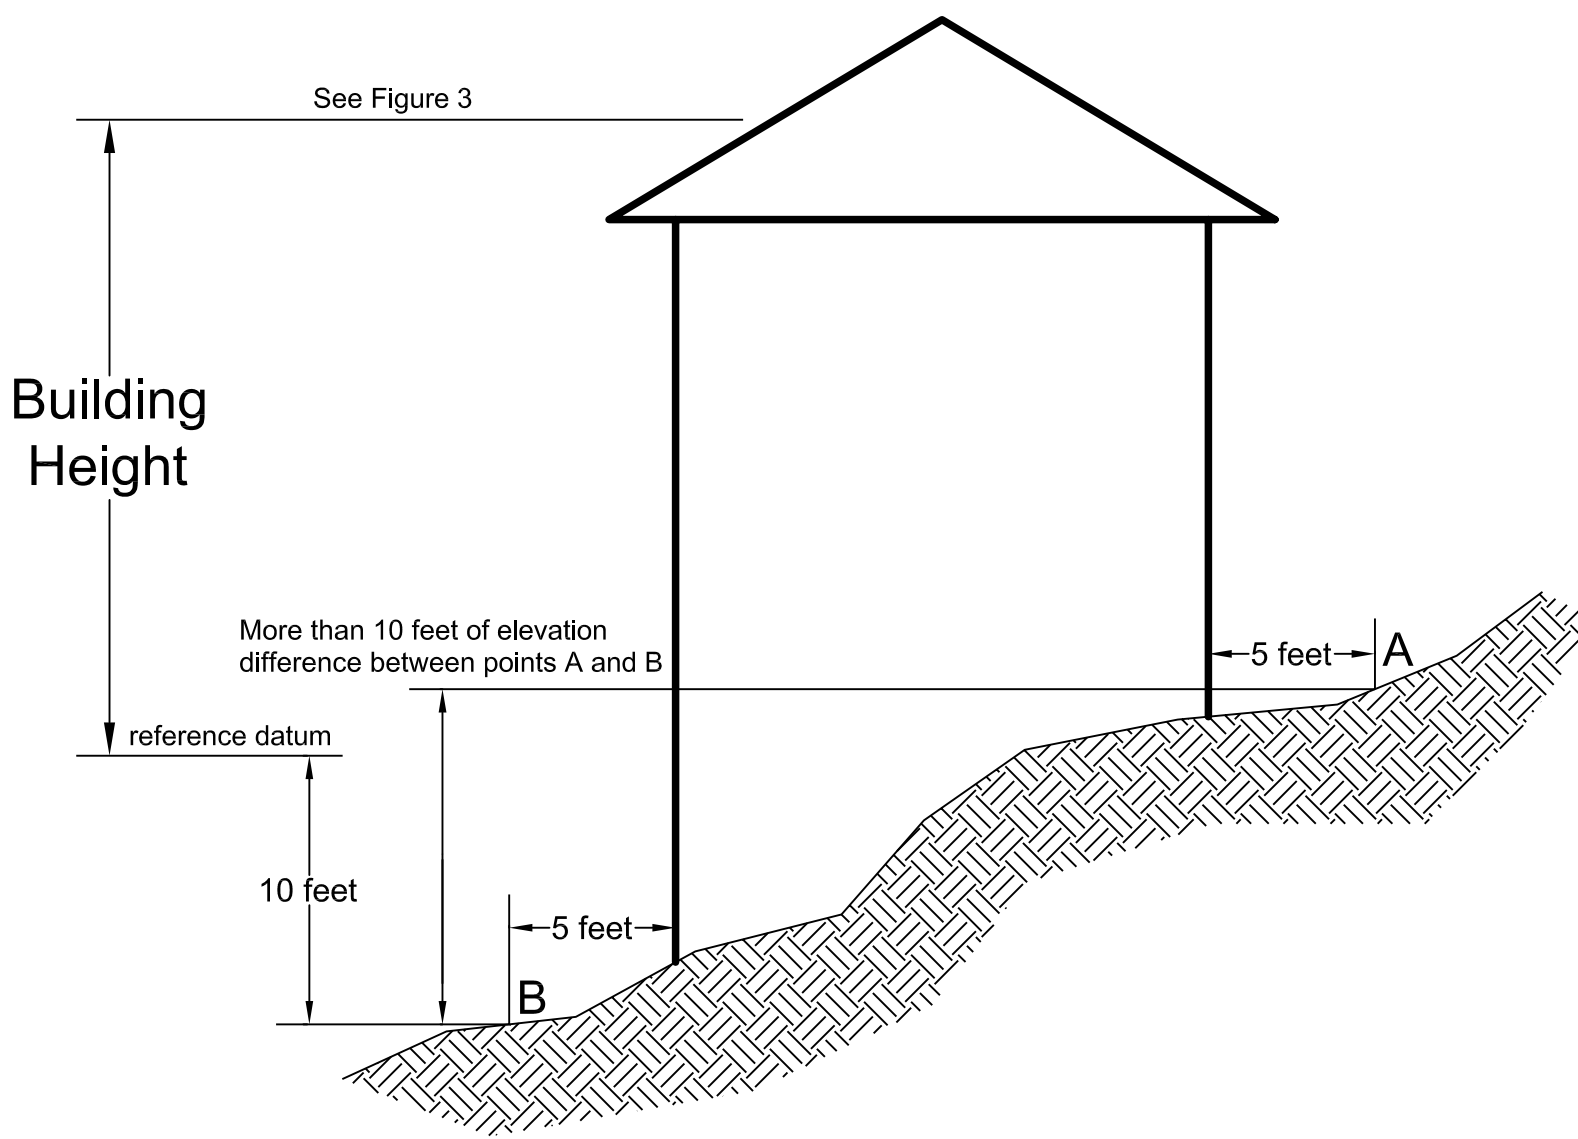 See Figure 3
Building
Height
More than 10 feet of elevation
difference between points A and B
5 feet
A
reference datum
10 feet
5 feet
B